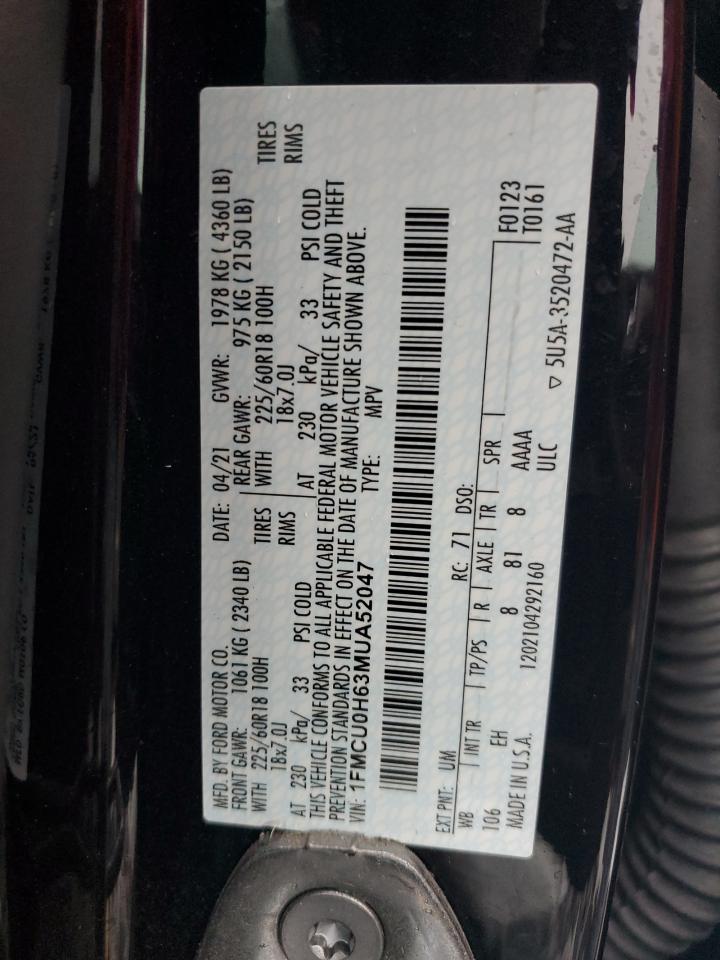 MFD. BY FORD MOTOR CO. DATE: 04/21 GVWR: 1978 KG ( 4360 LB)
FRONT GAWR: 1061 KG ( 2340 LB) REAR GAWR: 975 KG ( 2150 LB)
WITH 225/60R18 100H TIRES WITH 225/60R18 100H TIRES
18x7.0J RIMS 18x7.0J RIMS
AT 230 kPa/ 33 PSI COLD AT 230 kPa/ 33 PSI COLD
THIS VEHICLE CONFORMS TO ALL APPLICABLE FEDERAL MOTOR VEHICLE SAFETY AND THEFT
PREVENTION STANDARDS IN EFFECT ON THE DATE OF MANUFACTURE SHOWN ABOVE.
VIN: 1FMCU0H63MUA52047 TYPE: MPV
EXT PNT: UM RC: 71 DSO:
WB INT TR TP/PS R AXLE TR SPR F0123
106 EH 8 81 8 AAAA T0161
MADE IN U.S.A. 1202104292160 ULC
▽ 5U5A-3520472-AA